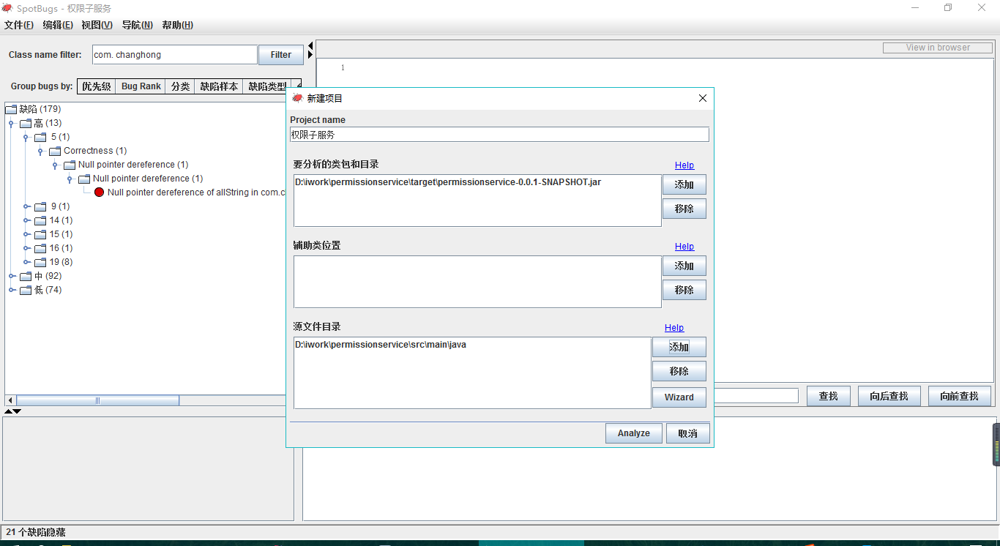 SpotBugs - 权限子服务
文件(F) 编辑(E) 视图(V) 导航(N) 帮助(H)
Class name filter: com. changhong Filter
View in browser
1
Group bugs by: 优先级 Bug Rank 分类 缺陷样本 缺陷类型
缺陷 (179)
高 (13)
5 (1)
Correctness (1)
Null pointer dereference (1)
Null pointer dereference (1)
Null pointer dereference of allString in com.c
9 (1)
14 (1)
15 (1)
16 (1)
19 (8)
中 (92)
低 (74)
新建项目
Project name
权限子服务
要分析的类包和目录 Help
D:\iwork\permissionservice\target\permissionservice-0.0.1-SNAPSHOT.jar 添加
移除
辅助类位置 Help
添加
移除
源文件目录 Help
D:\iwork\permissionservice\src\main\java 添加
移除
Wizard
Analyze 取消
查找 向后查找 向前查找
21 个缺陷隐藏